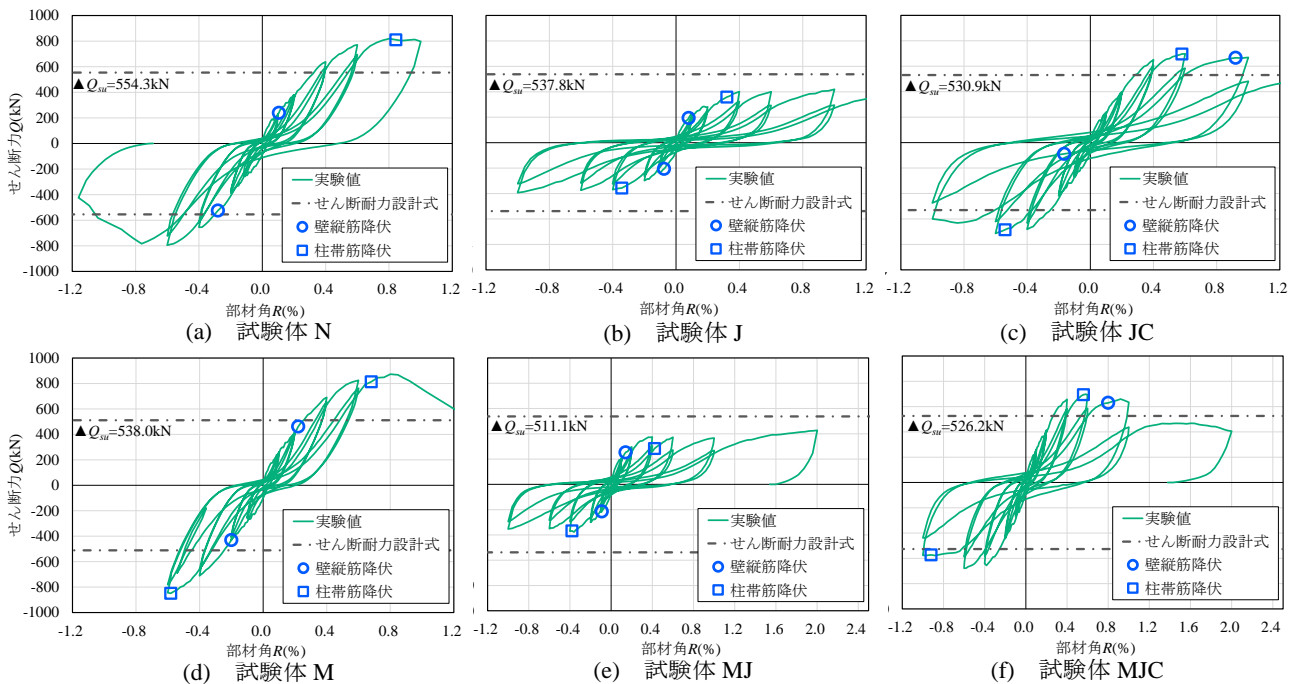 1000
800
600
400
200
0
-200
-400
-600
-800
-1000
せん断力Q(kN)
▲Qsu=554.3kN
実験値
せん断耐力設計式
壁縦筋降伏
柱帯筋降伏
-1.2 -0.8 -0.4 0.0 0.4 0.8 1.2
部材角R(%)
(a) 試験体 N
▲Qsu=537.8kN
実験値
せん断耐力設計式
壁縦筋降伏
柱帯筋降伏
-1.2 -0.8 -0.4 0.0 0.4 0.8 1.2
部材角R(%)
(b) 試験体 J
▲Qsu=530.9kN
実験値
せん断耐力設計式
壁縦筋降伏
柱帯筋降伏
-1.2 -0.8 -0.4 0.0 0.4 0.8 1.2
部材角R(%)
(c) 試験体 JC
1000
800
600
400
200
0
-200
-400
-600
-800
-1000
せん断力Q(kN)
▲Qsu=538.0kN
実験値
せん断耐力設計式
壁縦筋降伏
柱帯筋降伏
-1.2 -0.8 -0.4 0.0 0.4 0.8 1.2
部材角R(%)
(d) 試験体 M
▲Qsu=511.1kN
実験値
せん断耐力設計式
壁縦筋降伏
柱帯筋降伏
-1.2 -0.8 -0.4 0.0 0.4 0.8 1.2 1.6 2.0 2.4
部材角R(%)
(e) 試験体 MJ
▲Qsu=526.2kN
実験値
せん断耐力設計式
壁縦筋降伏
柱帯筋降伏
-1.2 -0.8 -0.4 0.0 0.4 0.8 1.2 1.6 2.0 2.4
部材角R(%)
(f) 試験体 MJC